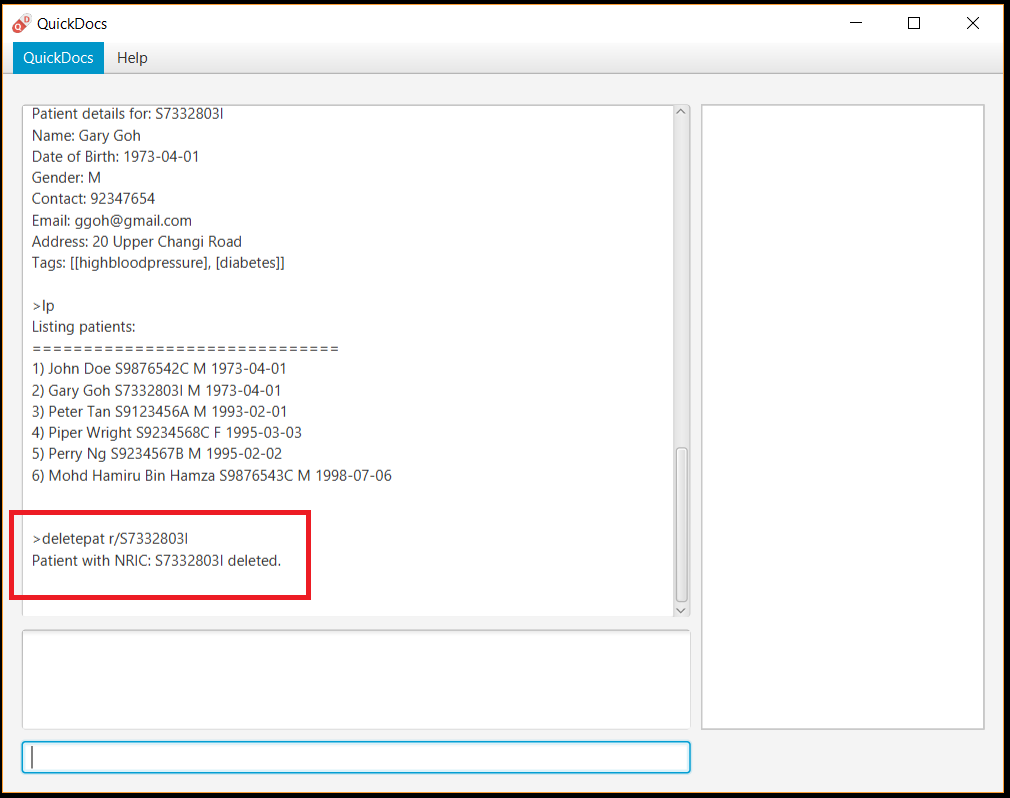 QuickDocs
QuickDocs Help
Patient details for: S7332803I
Name: Gary Goh
Date of Birth: 1973-04-01
Gender: M
Contact: 92347654
Email: ggoh@gmail.com
Address: 20 Upper Changi Road
Tags: [[highbloodpressure], [diabetes]]
>lp
Listing patients:
==============================
1) John Doe S9876542C M 1973-04-01
2) Gary Goh S7332803I M 1973-04-01
3) Peter Tan S9123456A M 1993-02-01
4) Piper Wright S9234568C F 1995-03-03
5) Perry Ng S9234567B M 1995-02-02
6) Mohd Hamiru Bin Hamza S9876543C M 1998-07-06
>deletepat r/S7332803I
Patient with NRIC: S7332803I deleted.